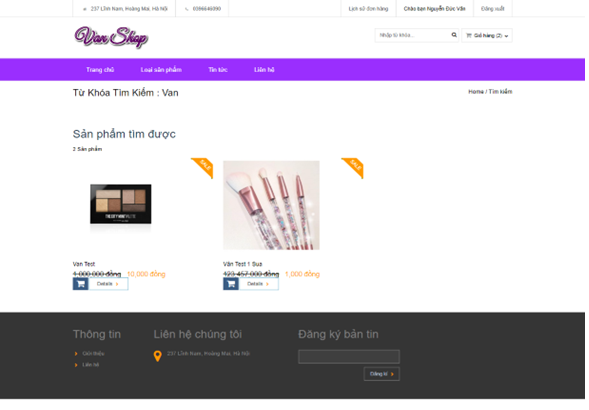 237 Lĩnh Nam, Hoàng Mai, Hà Nội
0396646999
Lịch sử đơn hàng
Chào bạn Nguyễn Đức Văn
Đăng xuất
Van Shop
Nhập từ khóa ...
Giỏ hàng (2)
Trang chủ
Loại sản phẩm
Tin tức
Liên hệ
Từ Khóa Tìm Kiếm : Van
Home / Tìm kiếm
Sản phẩm tìm được
2 Sản phẩm
SALE
SALE
Van Test
1,000,000 đồng 10,000 đồng
Details
Văn Test 1 Sua
123,457,000 đồng 1,000 đồng
Details
Thông tin
Giới thiệu
Liên hệ
Liên hệ chúng tôi
237 Lĩnh Nam, Hoàng Mai, Hà Nội
Đăng ký bản tin
Đăng kí